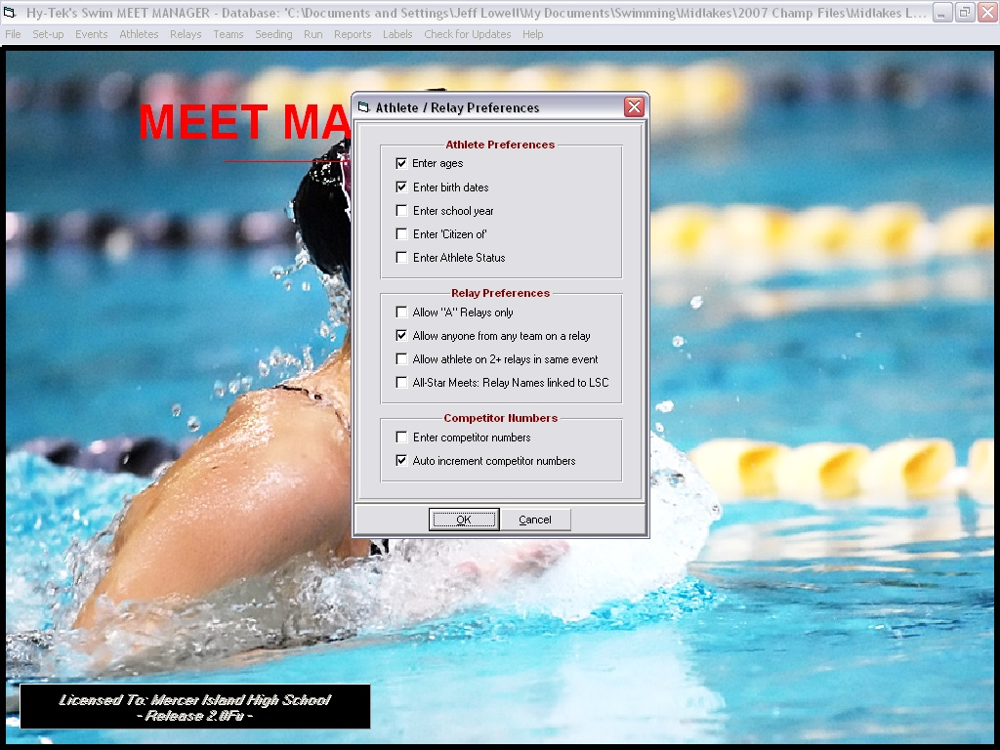 Hy-Tek's Swim MEET MANAGER - Database: 'C:\Documents and Settings\Jeff Lowell\My Documents\Swimming\Midlakes\2007 Champ Files\Midlakes L...
File Set-up Events Athletes Relays Teams Seeding Run Reports Labels Check for Updates Help
MEET MA
Athlete / Relay Preferences
Athlete Preferences
Enter ages
Enter birth dates
Enter school year
Enter 'Citizen of'
Enter Athlete Status
Relay Preferences
Allow "A" Relays only
Allow anyone from any team on a relay
Allow athlete on 2+ relays in same event
All-Star Meets: Relay Names linked to LSC
Competitor Numbers
Enter competitor numbers
Auto increment competitor numbers
OK Cancel
Licensed To: Mercer Island High School
- Release 2.0Fu -